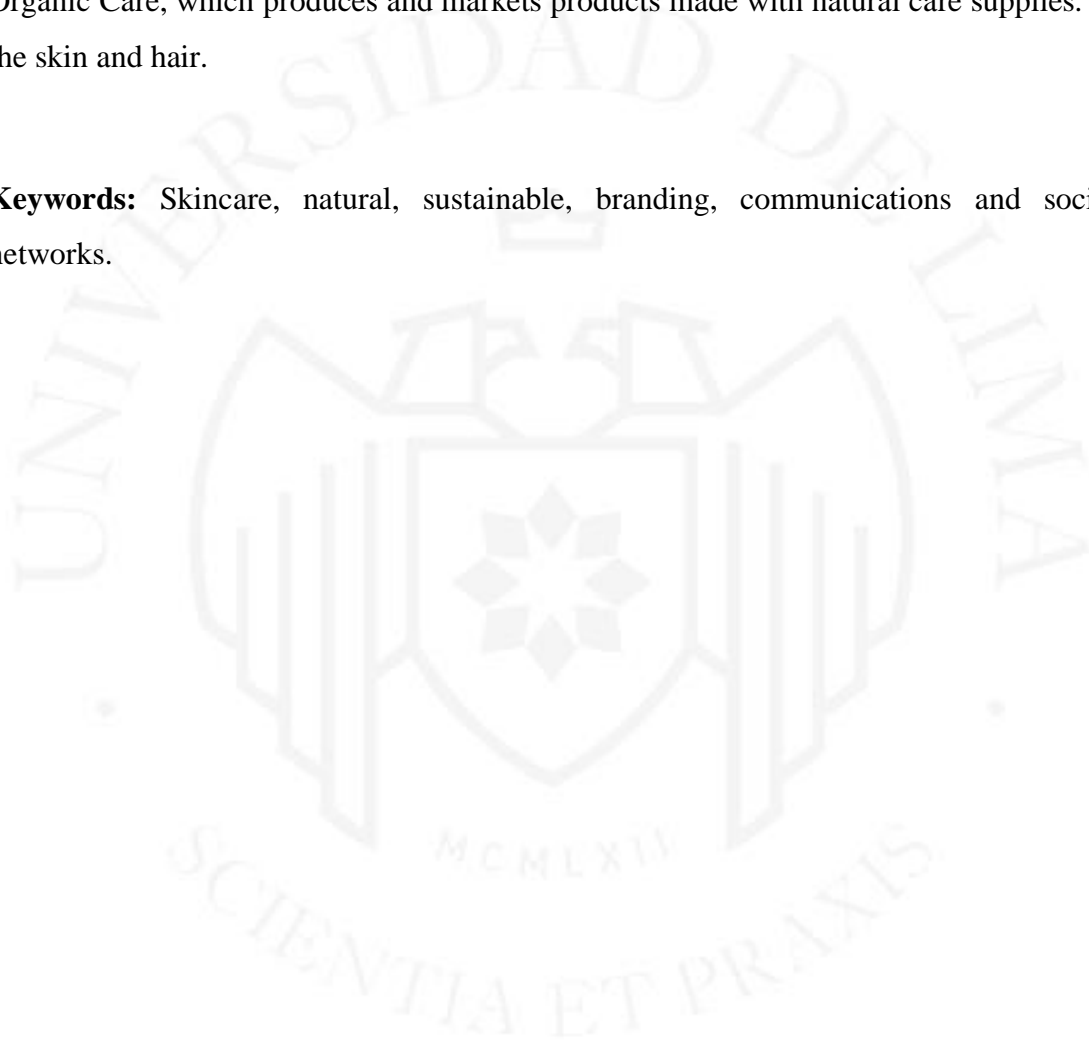 Organic Care, which produces and markets products made with natural care supplies.
the skin and hair.
Keywords: Skincare, natural, sustainable, branding, communications and soci
networks.
UNIVERSIDAD DE LIMA
MCMLXII
SCIENTIA ET PRAXIS